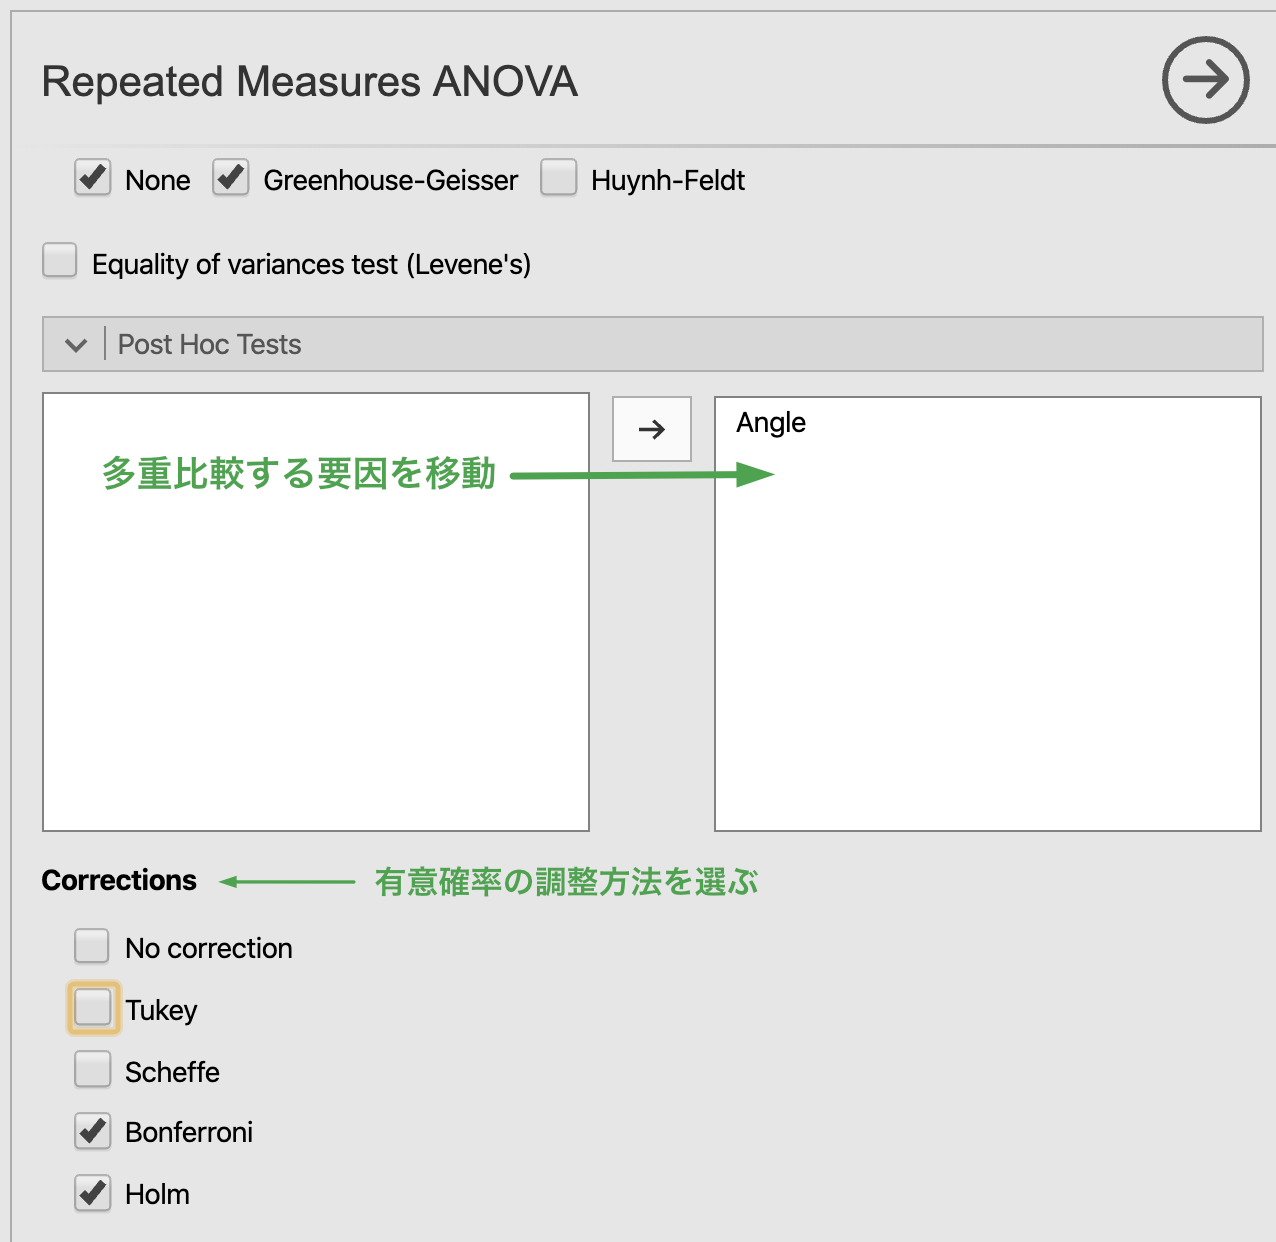 Repeated Measures ANOVA
None Greenhouse-Geisser Huynh-Feldt
Equality of variances test (Levene's)
Post Hoc Tests
Angle
多重比較する要因を移動
Corrections 有意確率の調整方法を選ぶ
No correction
Tukey
Scheffe
Bonferroni
Holm